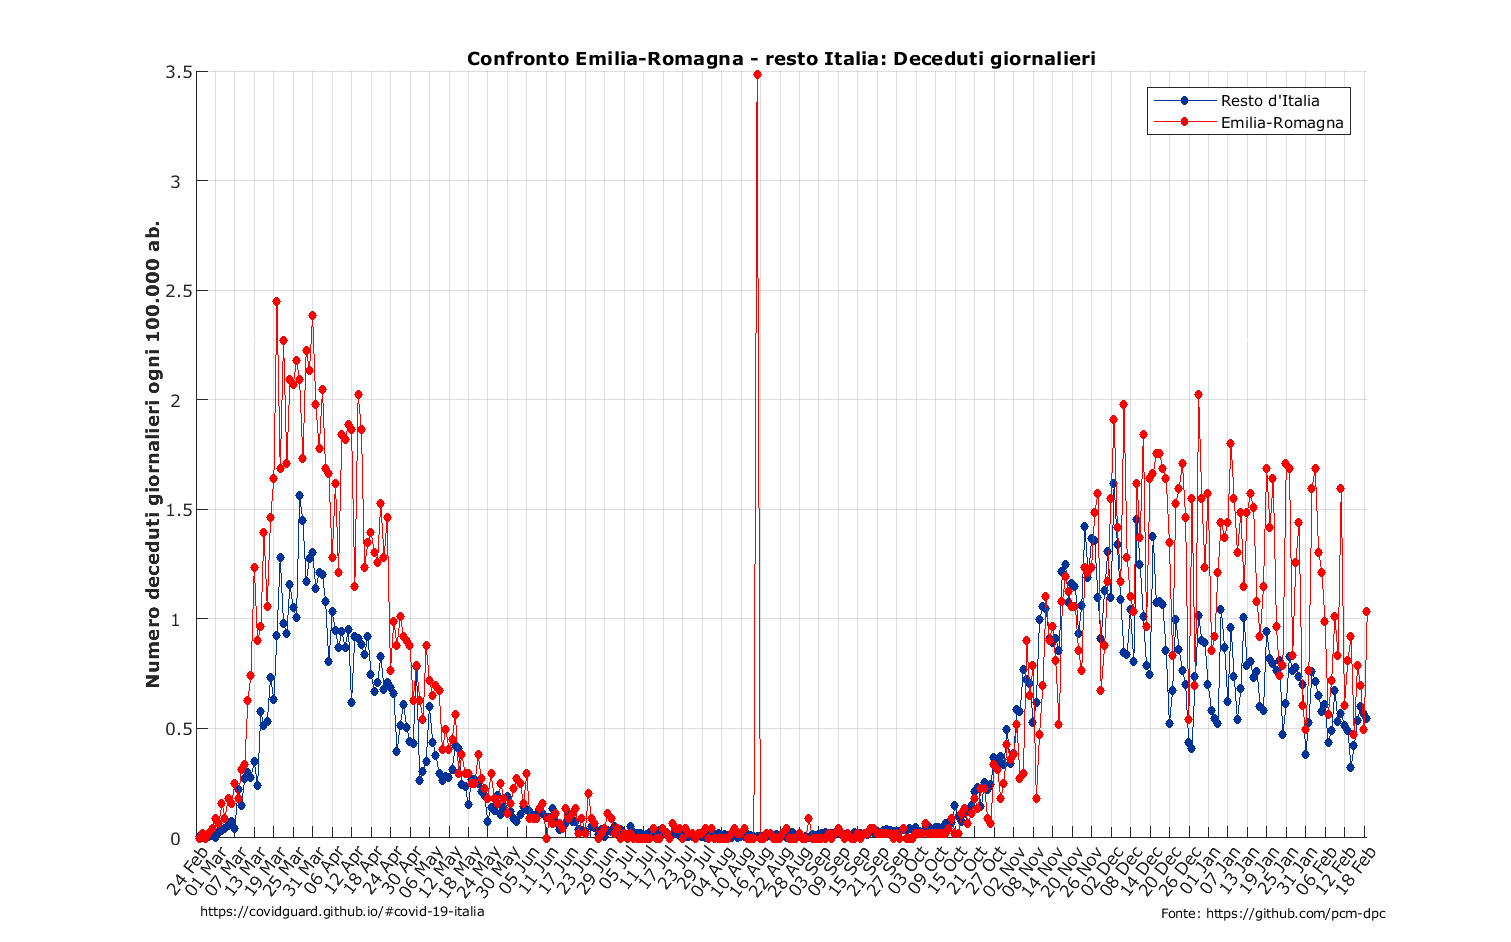 Confronto Emilia-Romagna - resto Italia: Deceduti giornalieri
Resto d'Italia
Emilia-Romagna
Numero deceduti giornalieri ogni 100.000 ab.
3.5
3
2.5
2
1.5
1
0.5
0
24 Feb
01 Mar
07 Mar
13 Mar
19 Mar
25 Mar
31 Mar
06 Apr
12 Apr
18 Apr
24 Apr
30 Apr
06 May
12 May
18 May
24 May
30 May
05 Jun
11 Jun
17 Jun
23 Jun
29 Jun
05 Jul
11 Jul
17 Jul
23 Jul
29 Jul
04 Aug
10 Aug
16 Aug
22 Aug
28 Aug
03 Sep
09 Sep
15 Sep
21 Sep
27 Sep
03 Oct
09 Oct
15 Oct
21 Oct
27 Oct
02 Nov
08 Nov
14 Nov
20 Nov
26 Nov
02 Dec
08 Dec
14 Dec
20 Dec
26 Dec
01 Jan
07 Jan
13 Jan
19 Jan
25 Jan
31 Jan
06 Feb
12 Feb
18 Feb
https://covidguard.github.io/#covid-19-italia
Fonte: https://github.com/pcm-dpc